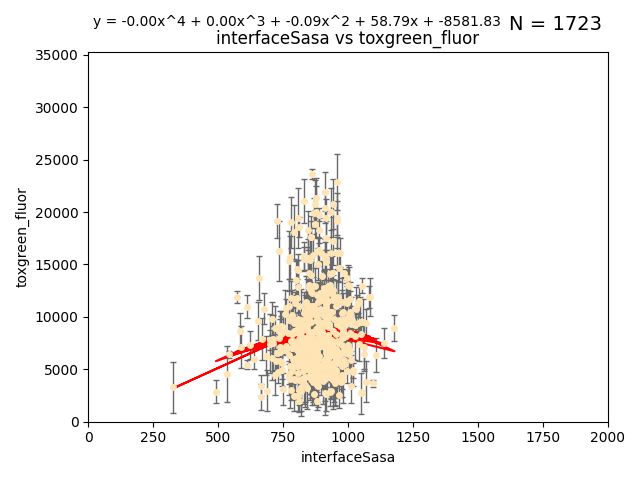 y = -0.00x^4 + 0.00x^3 + -0.09x^2 + 58.79x + -8581.83 N = 1723
interfaceSasa vs toxgreen_fluor
35000
30000
25000
20000
15000
10000
5000
0
toxgreen_fluor
0 250 500 750 1000 1250 1500 1750 2000
interfaceSasa